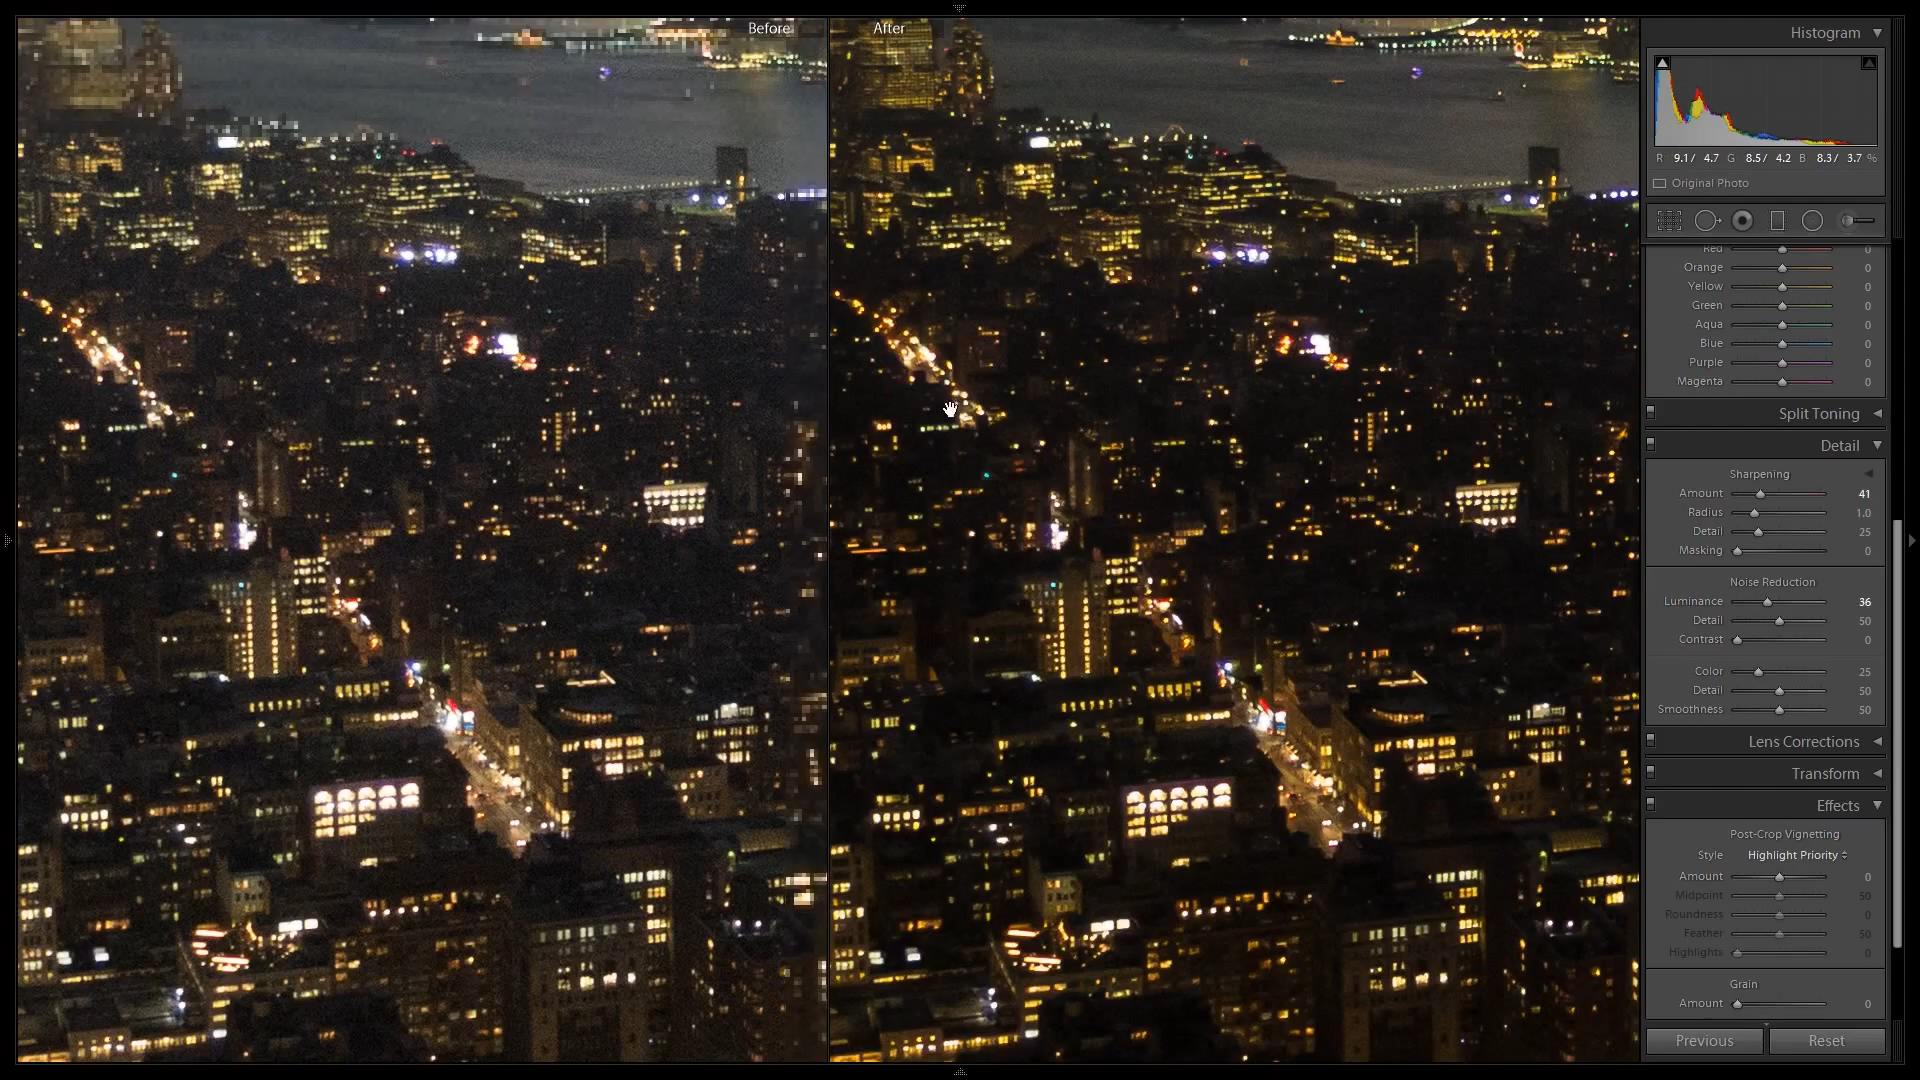 Before
After
Histogram
R 9.1/ 4.7 G 8.5/ 4.2 B 8.3/ 3.7 %
Original Photo
Red 0
Orange 0
Yellow 0
Green 0
Aqua 0
Blue 0
Purple 0
Magenta 0
Split Toning
Detail
Sharpening
Amount 41
Radius 1.0
Detail 25
Masking 0
Noise Reduction
Luminance 36
Detail 50
Contrast 0
Color 25
Detail 50
Smoothness 50
Lens Corrections
Transform
Effects
Post-Crop Vignetting
Style Highlight Priority
Amount 0
Midpoint 50
Roundness 0
Feather 50
Highlights 0
Grain
Amount 0
Previous Reset